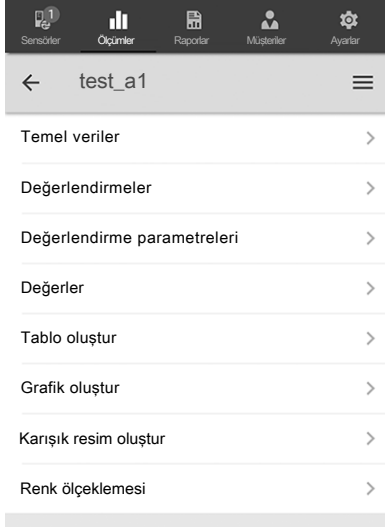 1
Sensörler Ölçümler Raporlar Müşteriler Ayarlar
test_a1
Temel veriler
Değerlendirmeler
Değerlendirme parametreleri
Değerler
Tablo oluştur
Grafik oluştur
Karışık resim oluştur
Renk ölçeklemesi